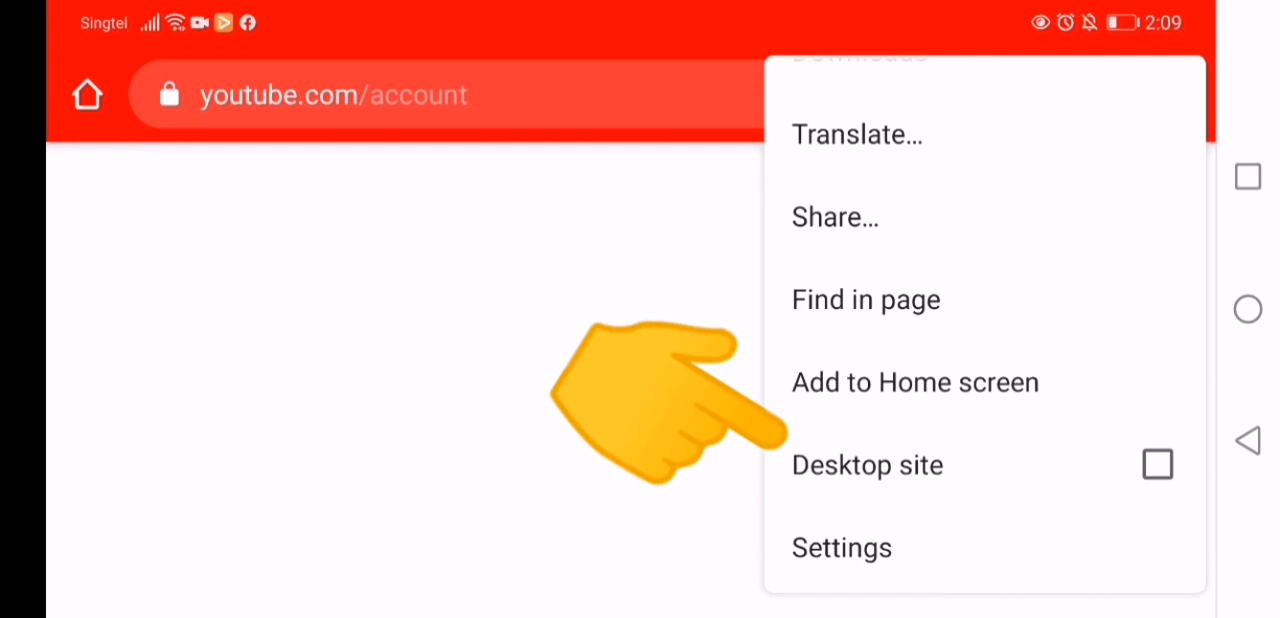 Singtel 2:09
youtube.com/account
Translate...
Share...
Find in page
Add to Home screen
Desktop site
Settings